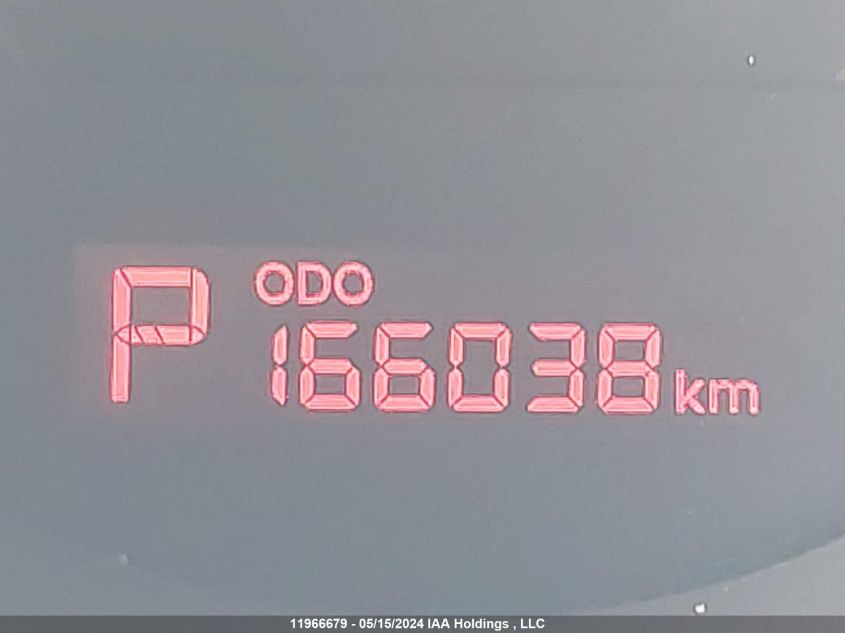 P ODO
166038 km
11966679 - 05/15/2024 IAA Holdings , LLC